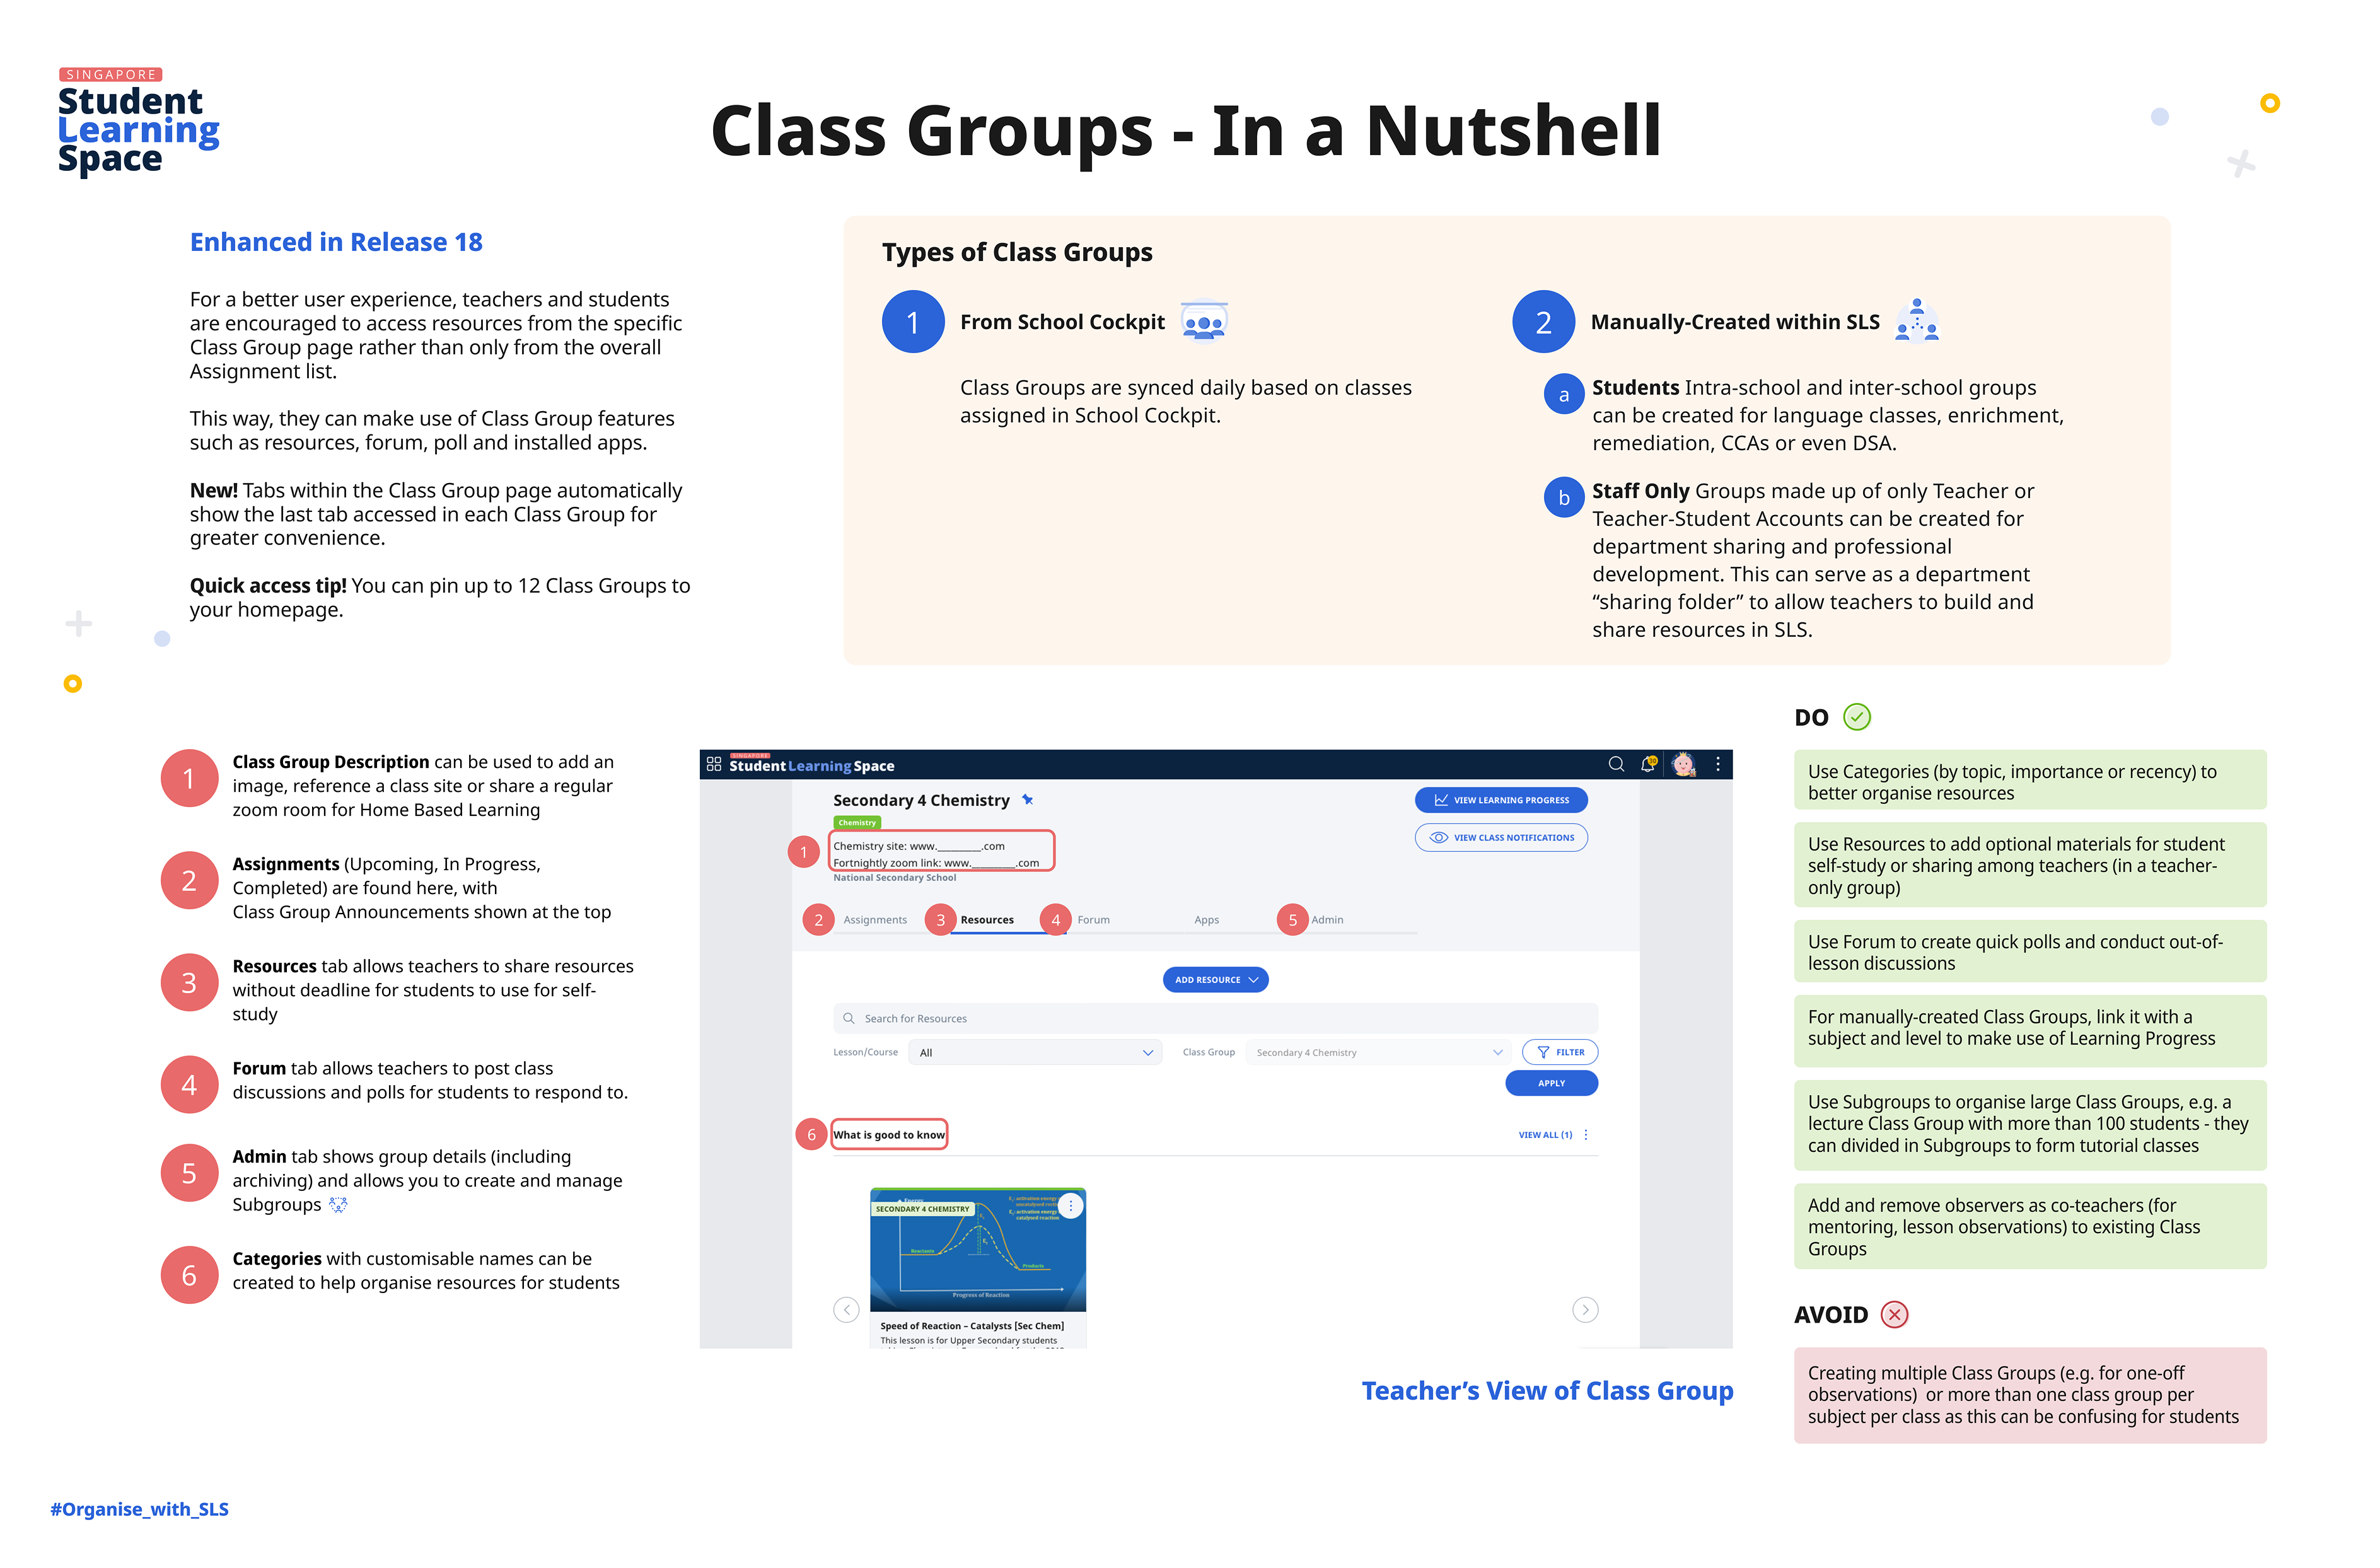 SINGAPORE
Student
Learning
Space
Class Groups - In a Nutshell
Enhanced in Release 18
For a better user experience, teachers and students
are encouraged to access resources from the specific
Class Group page rather than only from the overall
Assignment list.
This way, they can make use of Class Group features
such as resources, forum, poll and installed apps.
New! Tabs within the Class Group page automatically
show the last tab accessed in each Class Group for
greater convenience.
Quick access tip! You can pin up to 12 Class Groups to
your homepage.
Types of Class Groups
1 From School Cockpit
Class Groups are synced daily based on classes
assigned in School Cockpit.
2 Manually-Created within SLS
a Students Intra-school and inter-school groups
can be created for language classes, enrichment,
remediation, CCAs or even DSA.
b Staff Only Groups made up of only Teacher or
Teacher-Student Accounts can be created for
department sharing and professional
development. This can serve as a department
“sharing folder” to allow teachers to build and
share resources in SLS.
1 Class Group Description can be used to add an
image, reference a class site or share a regular
zoom room for Home Based Learning
2 Assignments (Upcoming, In Progress,
Completed) are found here, with
Class Group Announcements shown at the top
3 Resources tab allows teachers to share resources
without deadline for students to use for self-
study
4 Forum tab allows teachers to post class
discussions and polls for students to respond to.
5 Admin tab shows group details (including
archiving) and allows you to create and manage
Subgroups
6 Categories with customisable names can be
created to help organise resources for students
SINGAPORE
Student Learning Space
Secondary 4 Chemistry
VIEW LEARNING PROGRESS
Chemistry
VIEW CLASS NOTIFICATIONS
1
Chemistry site: www.________.com
Fortnightly zoom link: www.________.com
National Secondary School
2 Assignments 3 Resources 4 Forum Apps 5 Admin
ADD RESOURCE
Search for Resources
Lesson/Course All Class Group Secondary 4 Chemistry FILTER
APPLY
6 What is good to know VIEW ALL (1)
Energy
SECONDARY 4 CHEMISTRY
Reactants
Products
Progress of Reaction
Speed of Reaction – Catalysts [Sec Chem]
This lesson is for Upper Secondary students
Teacher’s View of Class Group
DO
Use Categories (by topic, importance or recency) to
better organise resources
Use Resources to add optional materials for student
self-study or sharing among teachers (in a teacher-
only group)
Use Forum to create quick polls and conduct out-of-
lesson discussions
For manually-created Class Groups, link it with a
subject and level to make use of Learning Progress
Use Subgroups to organise large Class Groups, e.g. a
lecture Class Group with more than 100 students - they
can divided in Subgroups to form tutorial classes
Add and remove observers as co-teachers (for
mentoring, lesson observations) to existing Class
Groups
AVOID
Creating multiple Class Groups (e.g. for one-off
observations) or more than one class group per
subject per class as this can be confusing for students
#Organise_with_SLS